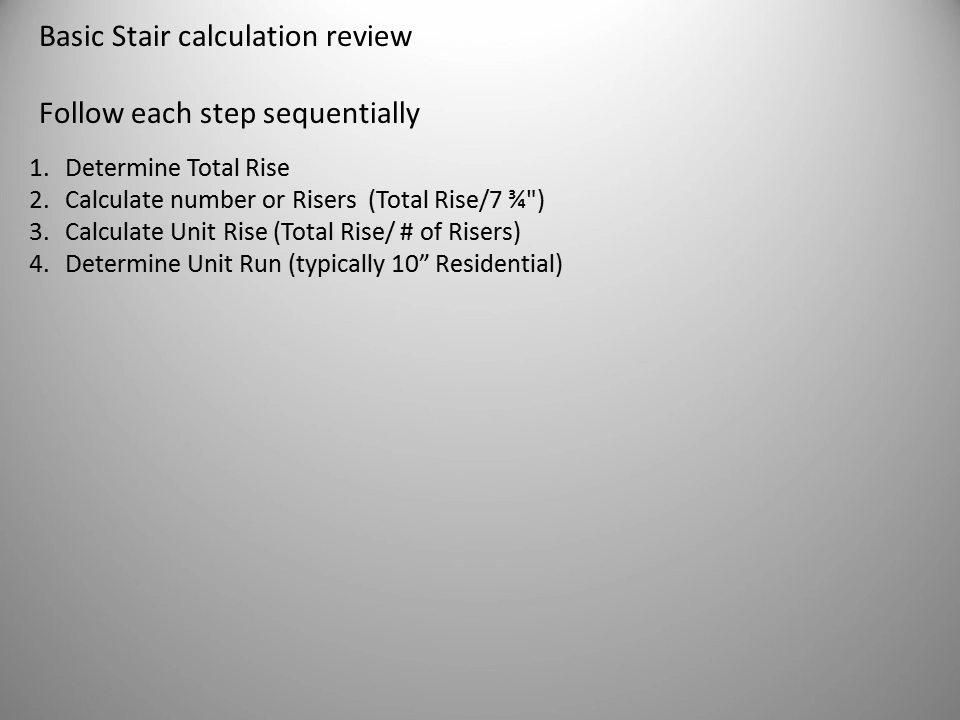 Basic Stair calculation review
Follow each step sequentially
1. Determine Total Rise
2. Calculate number or Risers  (Total Rise/7 ¾")
3. Calculate Unit Rise (Total Rise/ # of Risers)
4. Determine Unit Run (typically 10” Residential)